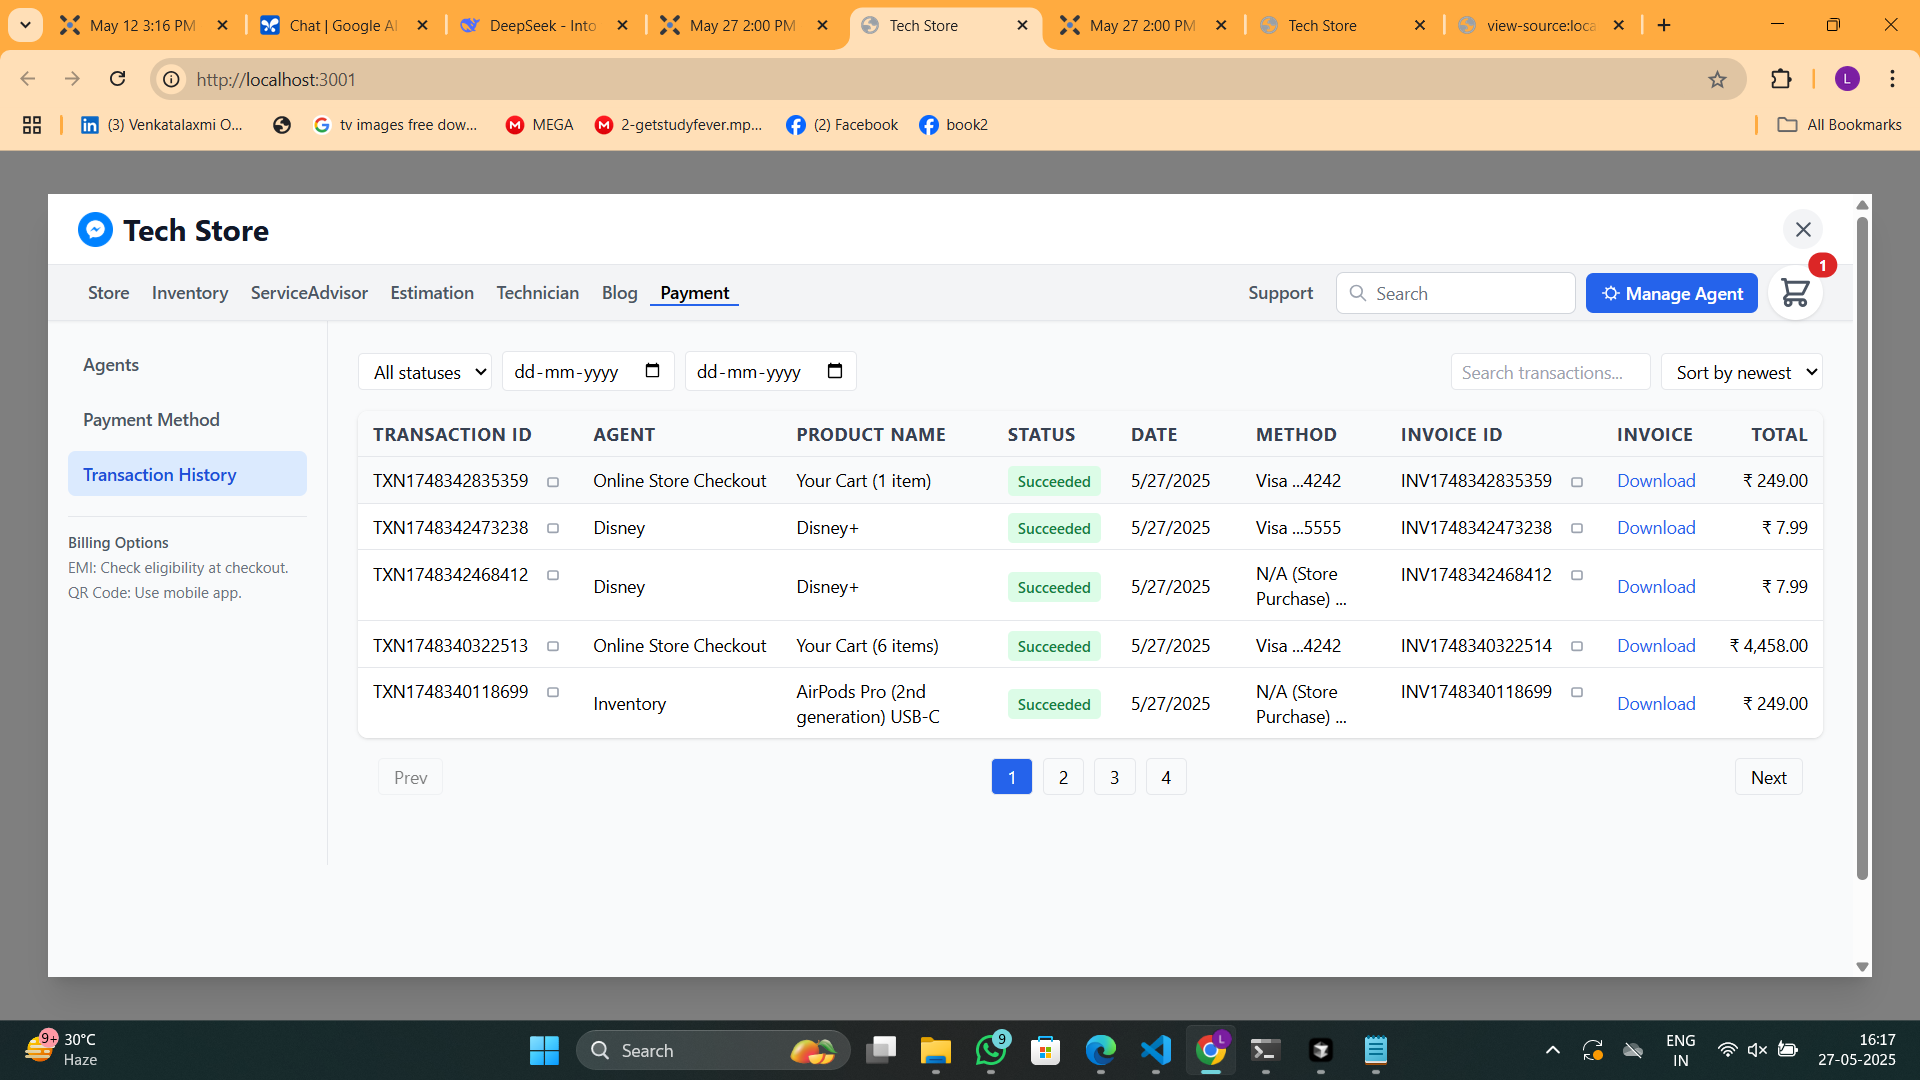 May 12 3:16 PM
Chat | Google AI
DeepSeek - Into
May 27 2:00 PM
Tech Store
May 27 2:00 PM
Tech Store
view-source:loca
http://localhost:3001
L
(3) Venkatalaxmi O...
tv images free dow...
MEGA
2-getstudyfever.mp...
(2) Facebook
book2
All Bookmarks
Tech Store
1
Store
Inventory
ServiceAdvisor
Estimation
Technician
Blog
Payment
Support
Search
Manage Agent
Agents
Payment Method
Transaction History
Billing Options
EMI: Check eligibility at checkout.
QR Code: Use mobile app.
All statuses
dd-mm-yyyy
dd-mm-yyyy
Search transactions...
Sort by newest
TRANSACTION ID AGENT PRODUCT NAME STATUS DATE METHOD INVOICE ID INVOICE TOTAL
TXN1748342835359 Online Store Checkout Your Cart (1 item) Succeeded 5/27/2025 Visa ...4242 INV1748342835359 Download ₹ 249.00
TXN1748342473238 Disney Disney+ Succeeded 5/27/2025 Visa ...5555 INV1748342473238 Download ₹ 7.99
TXN1748342468412 Disney Disney+ Succeeded 5/27/2025 N/A (Store Purchase) ... INV1748342468412 Download ₹ 7.99
TXN1748340322513 Online Store Checkout Your Cart (6 items) Succeeded 5/27/2025 Visa ...4242 INV1748340322514 Download ₹ 4,458.00
TXN1748340118699 Inventory AirPods Pro (2nd generation) USB-C Succeeded 5/27/2025 N/A (Store Purchase) ... INV1748340118699 Download ₹ 249.00
Prev
1 2 3 4
Next
9+
30°C
Haze
Search
9
L
ENG
IN
16:17
27-05-2025